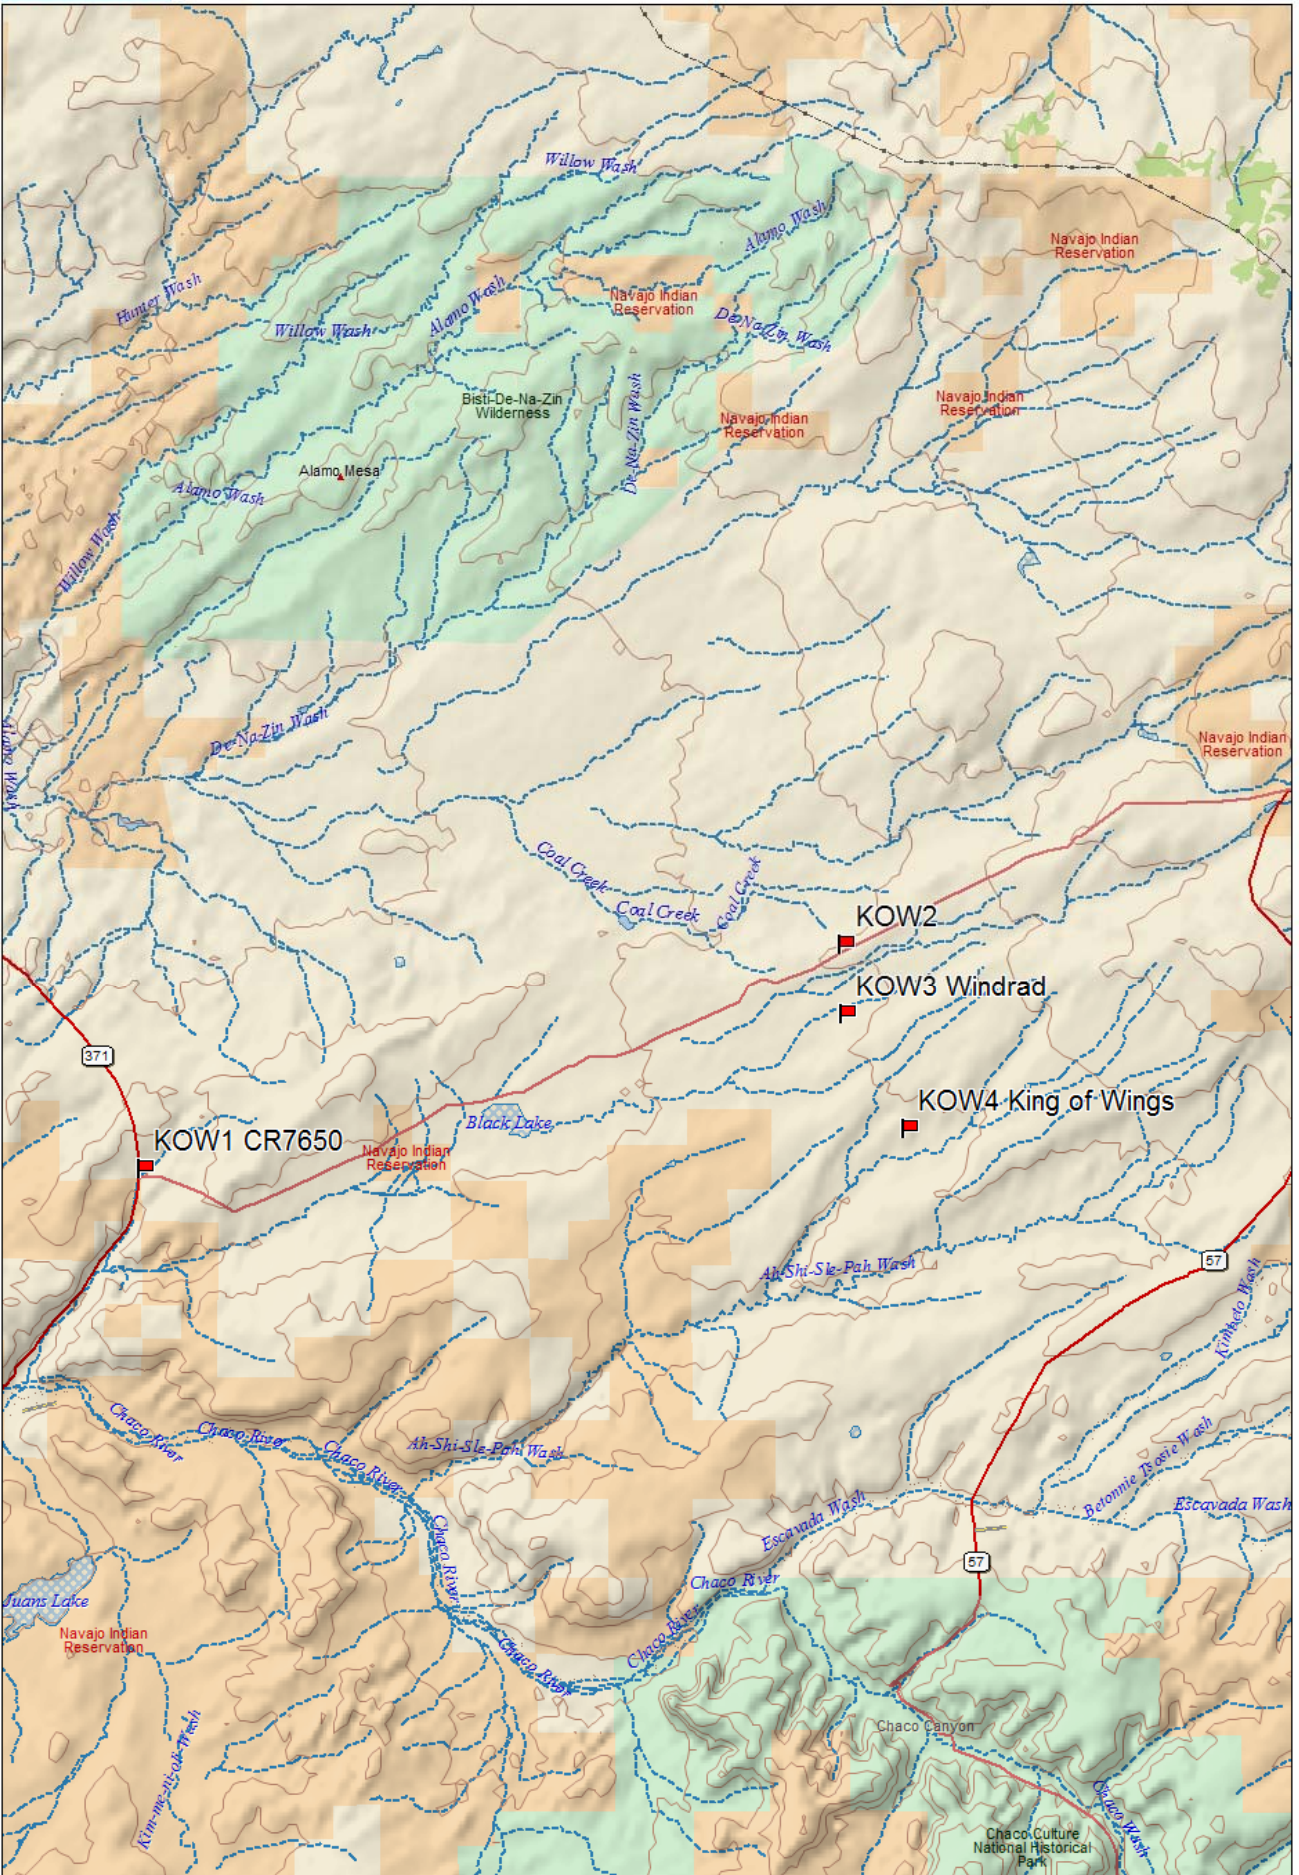 Willow Wash
Alamo Wash
Navajo Indian
Reservation
Hunter Wash
Alamo Wash
Navajo Indian
Reservation
De-Na-Zin Wash
Willow Wash
De-Na-Zin Wash
Bisti-De-Na-Zin
Wilderness
Navajo Indian
Reservation
Navajo Indian
Reservation
Alamo Mesa
Alamo Wash
Willow Wash
De-Na-Zin Wash
Alamo Wash
Navajo Indian
Reservation
Coal Creek
Coal Creek
Coal Creek
KOW2
KOW3 Windrad
371
KOW4 King of Wings
Black Lake
KOW1 CR7650
Navajo Indian
Reservation
57
Ah-Shi-Sle-Pah Wash
Kimbeto Wash
Chaco River
Chaco River
Chaco River
Ah-Shi-Sle-Pah Wash
Betonnie Tsosie Wash
Escavada Wash
Escavada Wash
Chaco River
57
Chaco River
Juans Lake
Navajo Indian
Reservation
Chaco River
Chaco River
Kim-me-ni-oli Wash
Chaco Canyon
Chaco Wash
Chaco Culture
National Historical
Park